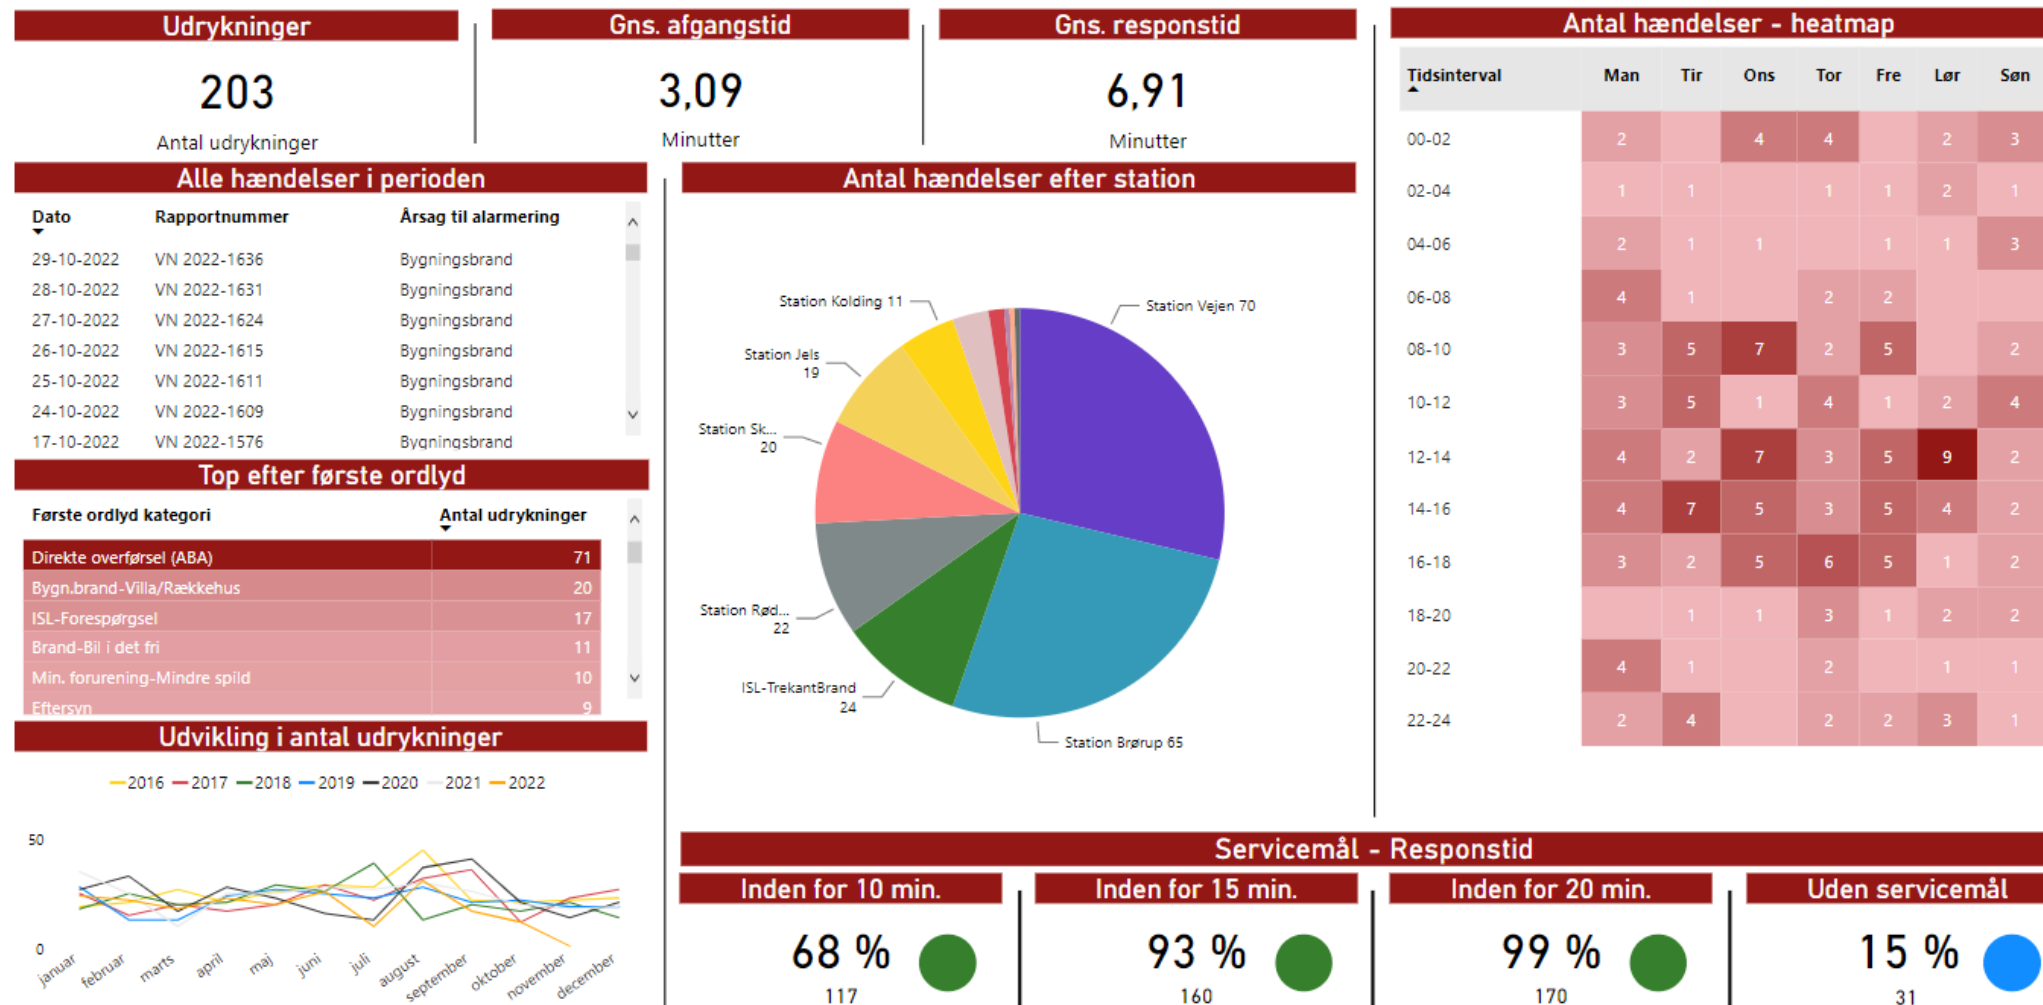 Udrykninger
203
Antal udrykninger
Gns. afgangstid
3,09
Minutter
Gns. responstid
6,91
Minutter
Alle hændelser i perioden
Dato Rapportnummer Årsag til alarmering
29-10-2022 VN 2022-1636 Bygningsbrand
28-10-2022 VN 2022-1631 Bygningsbrand
27-10-2022 VN 2022-1624 Bygningsbrand
26-10-2022 VN 2022-1615 Bygningsbrand
25-10-2022 VN 2022-1611 Bygningsbrand
24-10-2022 VN 2022-1609 Bygningsbrand
17-10-2022 VN 2022-1576 Bygningsbrand
Top efter første ordlyd
Første ordlyd kategori Antal udrykninger
Direkte overførsel (ABA) 71
Bygn.brand-Villa/Rækkehus 20
ISL-Forespørgsel 17
Brand-Bil i det fri 11
Min. forurening-Mindre spild 10
Eftersyn 9
Udvikling i antal udrykninger
2016 2017 2018 2019 2020 2021 2022
50
0
januar februar marts april maj juni juli august september oktober november december
Antal hændelser efter station
Station Kolding 11
Station Vejen 70
Station Jels
19
Station Sk...
20
Station Rød...
22
ISL-TrekantBrand
24
Station Brørup 65
Antal hændelser - heatmap
Tidsinterval Man Tir Ons Tor Fre Lør Søn
00-02 2 4 4 2 3
02-04 1 1 1 1 2 1
04-06 2 1 1 1 1 3
06-08 4 1 2 2
08-10 3 5 7 2 5 2
10-12 3 5 1 4 1 2 4
12-14 4 2 7 3 5 9 2
14-16 4 7 5 3 5 4 2
16-18 3 2 5 6 5 1 2
18-20 1 1 3 1 2 2
20-22 4 1 2 1 1
22-24 2 4 2 2 3 1
Servicemål - Responstid
Inden for 10 min.
68 %
117
Inden for 15 min.
93 %
160
Inden for 20 min.
99 %
170
Uden servicemål
15 %
31